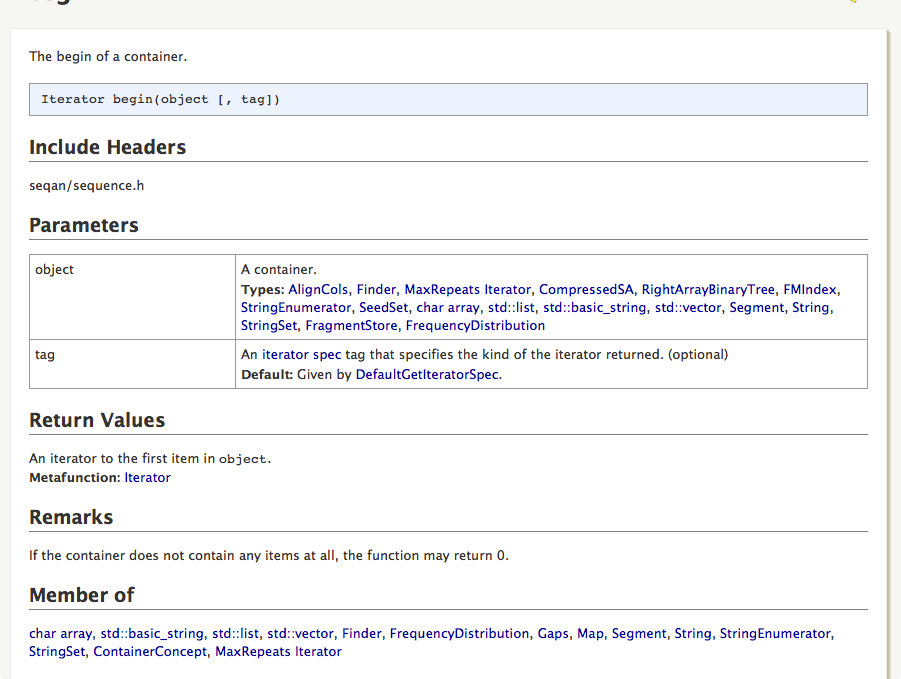 The begin of a container.
Iterator begin(object [, tag])
Include Headers
seqan/sequence.h
Parameters
object
A container.
Types: AlignCols, Finder, MaxRepeats Iterator, CompressedSA, RightArrayBinaryTree, FMIndex,
StringEnumerator, SeedSet, char array, std::list, std::basic_string, std::vector, Segment, String,
StringSet, FragmentStore, FrequencyDistribution
tag
An iterator spec tag that specifies the kind of the iterator returned. (optional)
Default: Given by DefaultGetIteratorSpec.
Return Values
An iterator to the first item in object.
Metafunction: Iterator
Remarks
If the container does not contain any items at all, the function may return 0.
Member of
char array, std::basic_string, std::list, std::vector, Finder, FrequencyDistribution, Gaps, Map, Segment, String, StringEnumerator,
StringSet, ContainerConcept, MaxRepeats Iterator